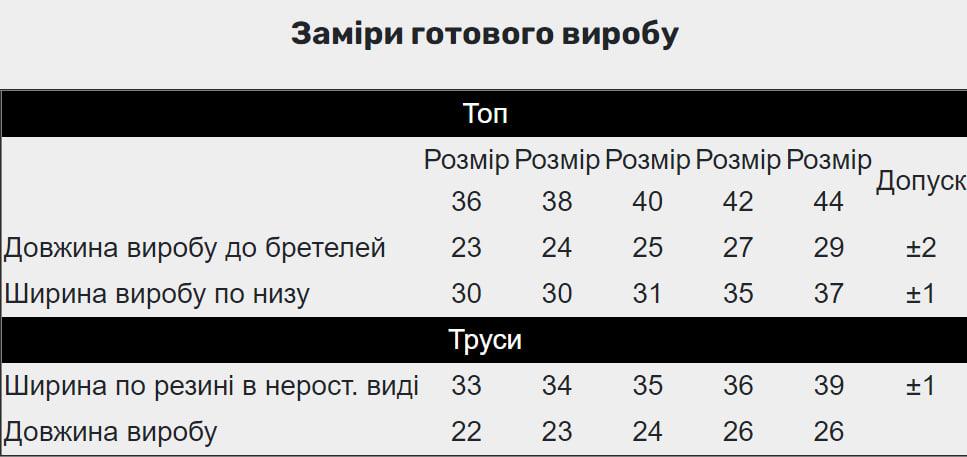 Заміри готового виробу
Топ
Розмір Розмір Розмір Розмір Розмір Допуск
36 38 40 42 44
Довжина виробу до бретелей 23 24 25 27 29 ±2
Ширина виробу по низу 30 30 31 35 37 ±1
Труси
Ширина по резині в нерост. виді 33 34 35 36 39 ±1
Довжина виробу 22 23 24 26 26